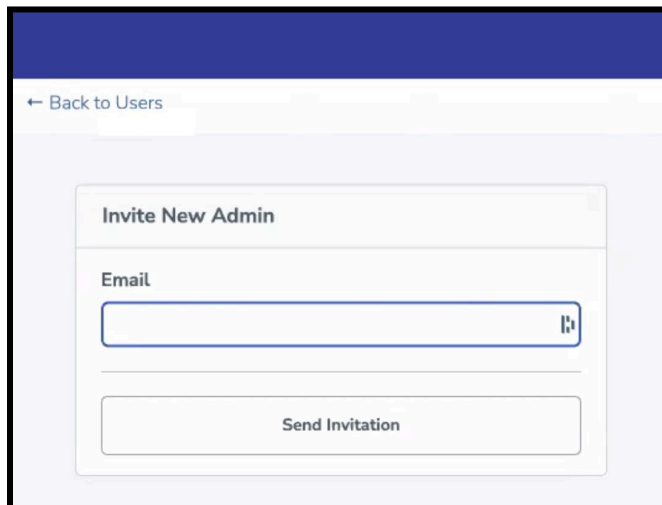 ← Back to Users
Invite New Admin
Email
Send Invitation